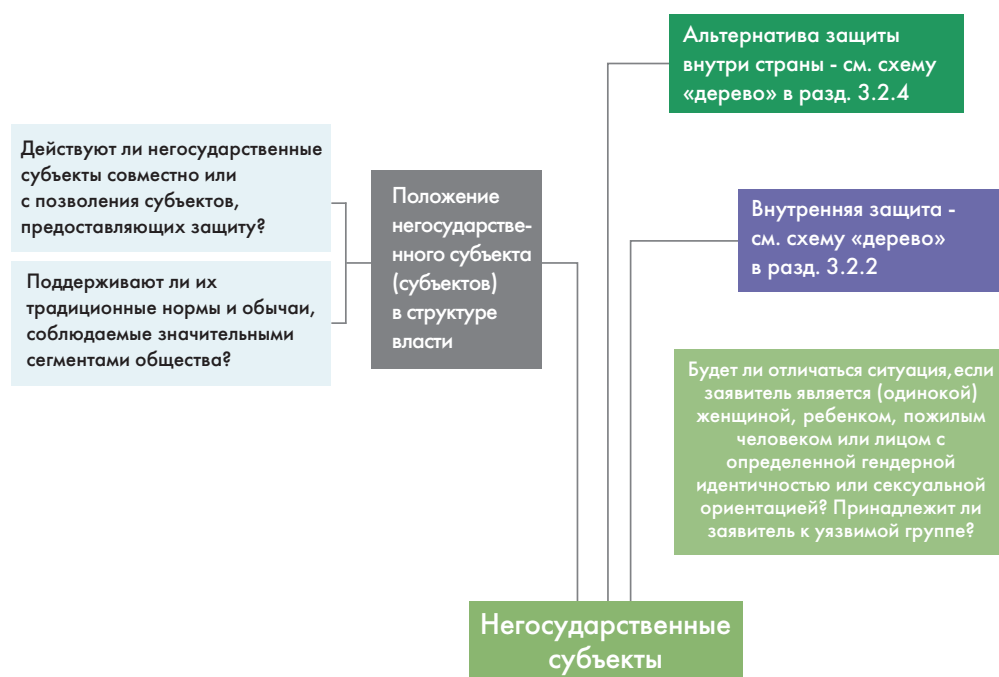 Альтернатива защиты
внутри страны - см. схему
«дерево» в разд. 3.2.4
Действуют ли негосударственные
субъекты совместно или
с позволения субъектов,
предоставляющих защиту?
Положение
негосударстве-
нного субъекта
(субъектов)
в структуре
власти
Внутренняя защита -
см. схему «дерево»
в разд. 3.2.2
Поддерживают ли их
традиционные нормы и обычаи,
соблюдаемые значительными
сегментами общества?
Будет ли отличаться ситуация,если
заявитель является (одинокой)
женщиной, ребенком, пожилым
человеком или лицом с
определенной гендерной
идентичностью или сексуальной
ориентацией? Принадлежит ли
заявитель к уязвимой группе?
Негосударственные
субъекты